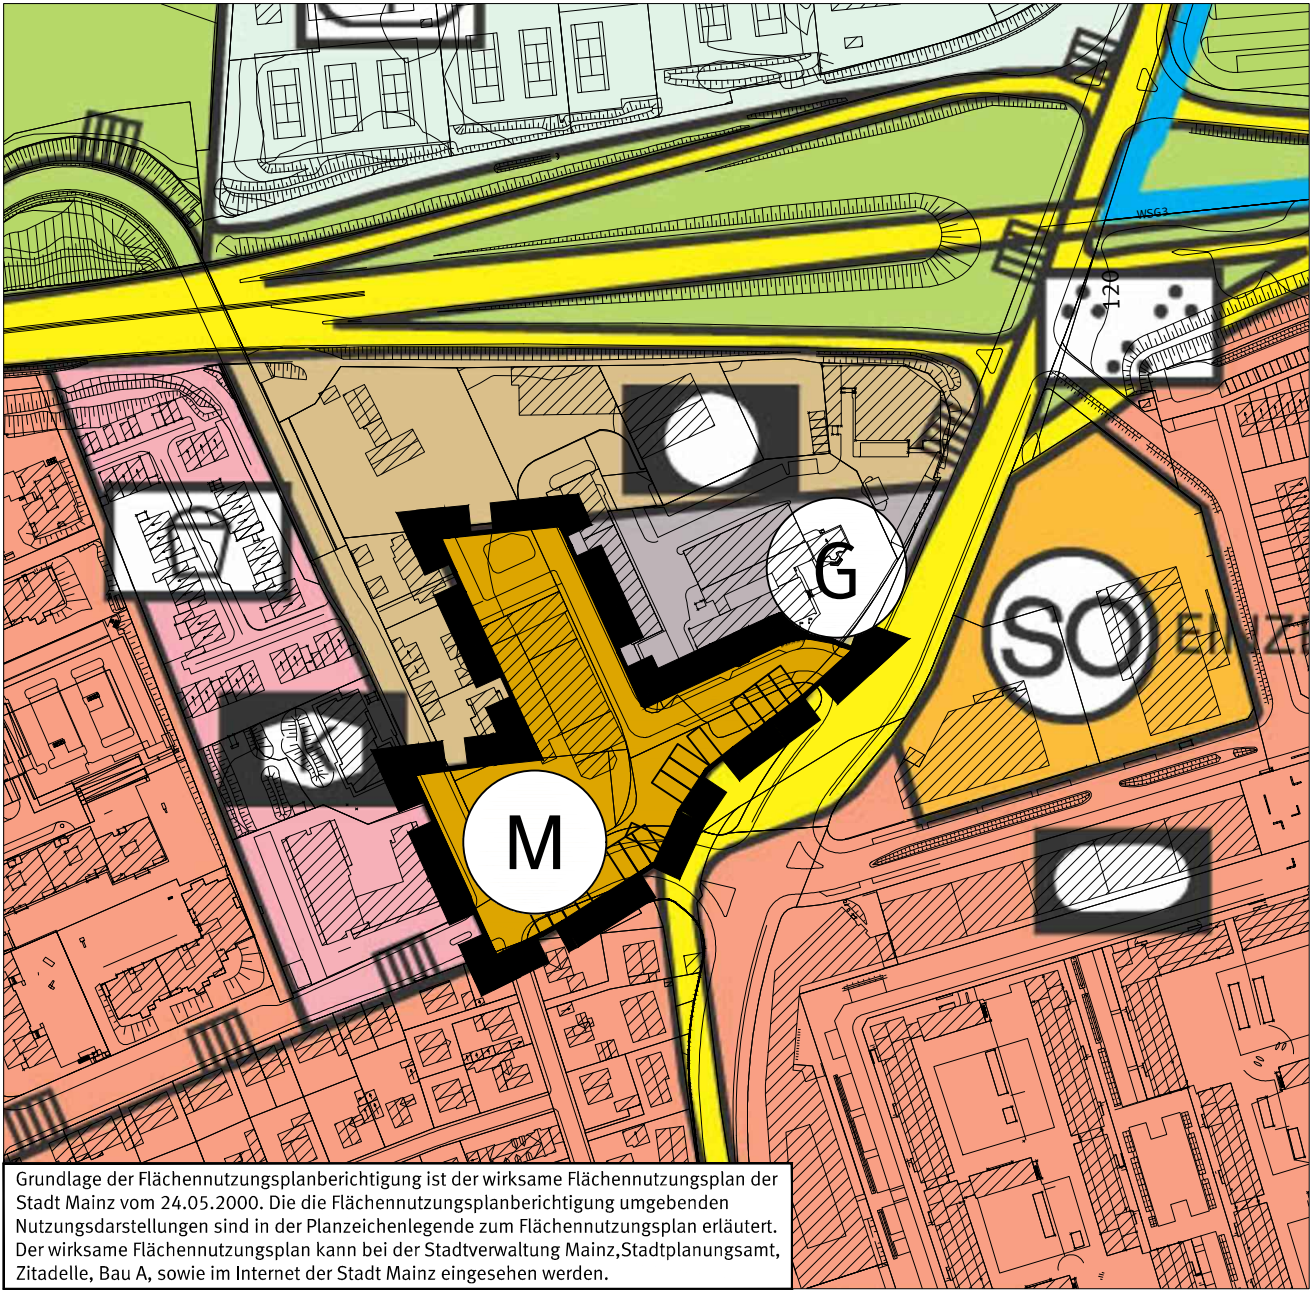 WSG3
120
G
SO
EINZ
K
M
Grundlage der Flächennutzungsplanberichtigung ist der wirksame Flächennutzungsplan der
Stadt Mainz vom 24.05.2000. Die die Flächennutzungsplanberichtigung umgebenden
Nutzungsdarstellungen sind in der Planzeichenlegende zum Flächennutzungsplan erläutert.
Der wirksame Flächennutzungsplan kann bei der Stadtverwaltung Mainz,Stadtplanungsamt,
Zitadelle, Bau A, sowie im Internet der Stadt Mainz eingesehen werden.